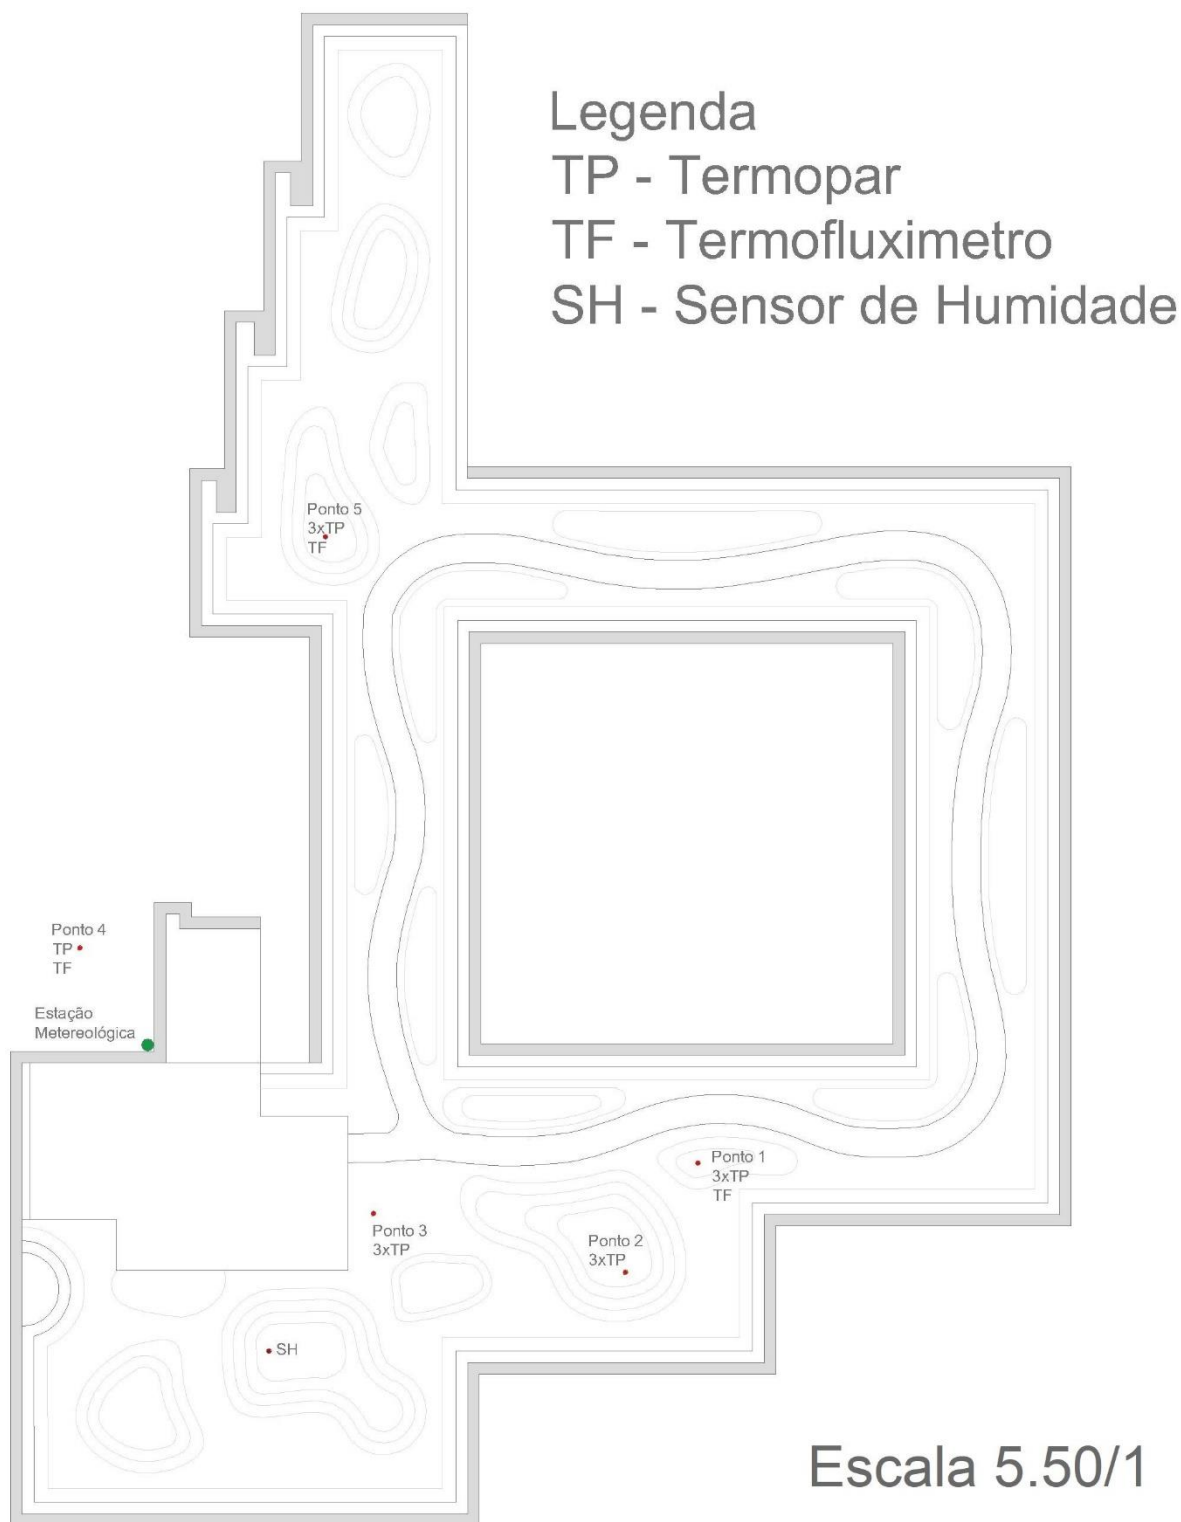 Legenda
TP - Termopar
TF - Termofluximetro
SH - Sensor de Humidade
Ponto 5
3xTP
TF
Ponto 4
TP
TF
Estação
Metereológica
Ponto 1
3xTP
TF
Ponto 3
3xTP
Ponto 2
3xTP
SH
Escala 5.50/1